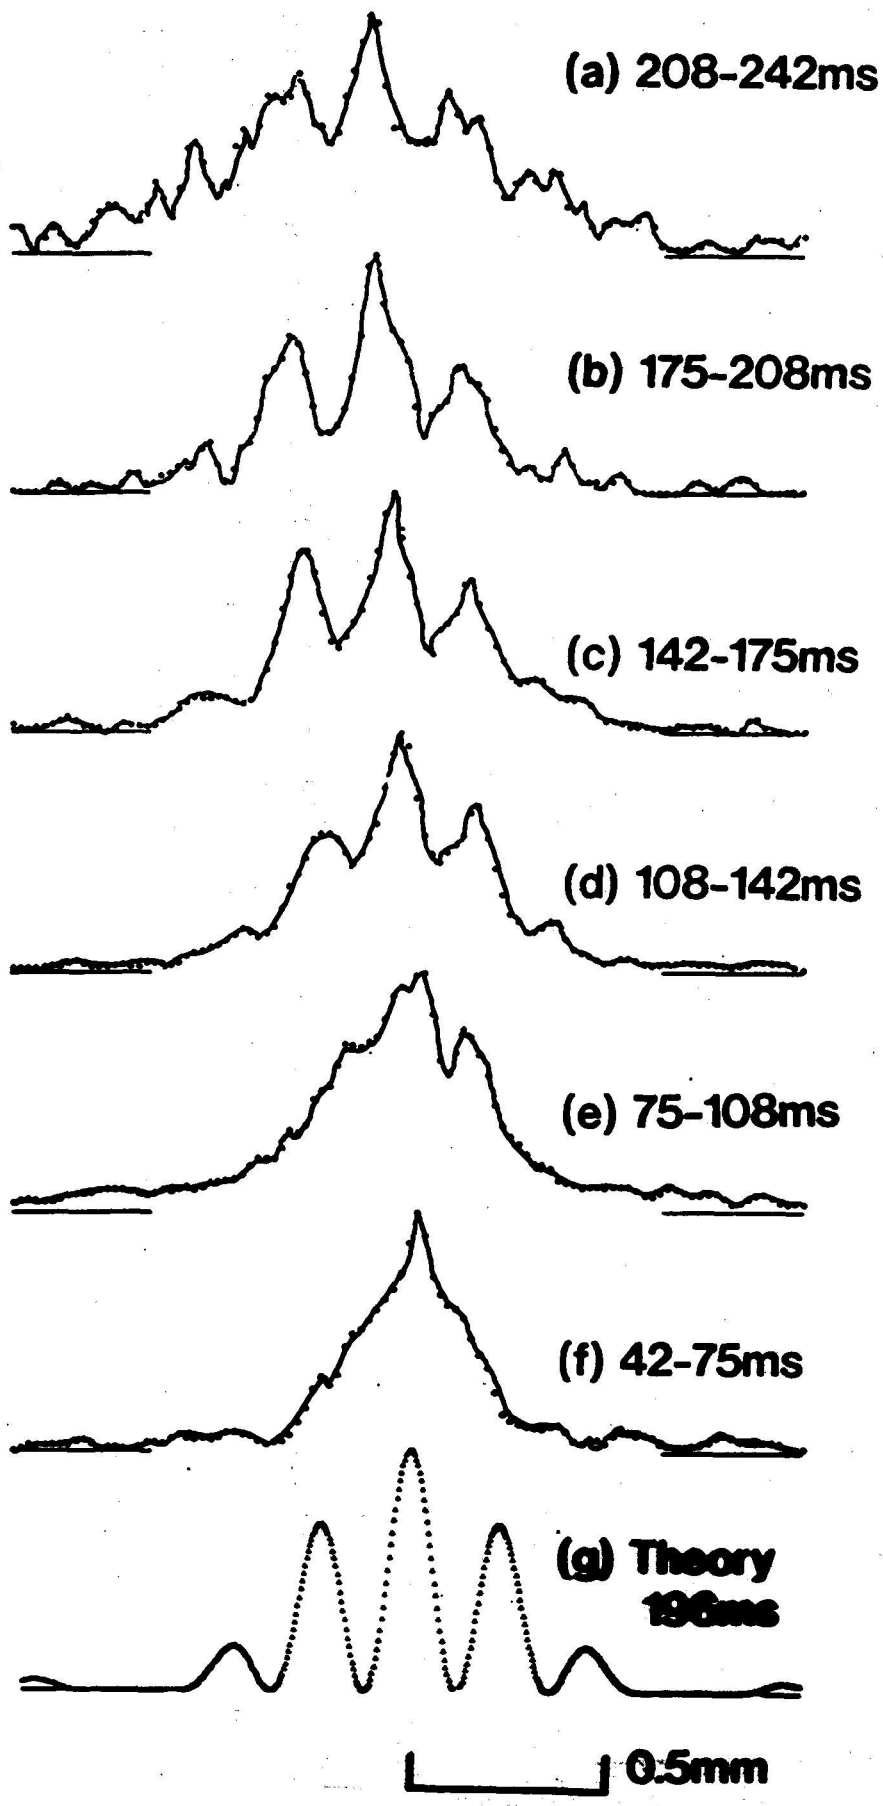 (a) 208-242ms
(b) 175-208ms
(c) 142-175ms
(d) 108-142ms
(e) 75-108ms
(f) 42-75ms
(g) Theory
196ms
0.5mm